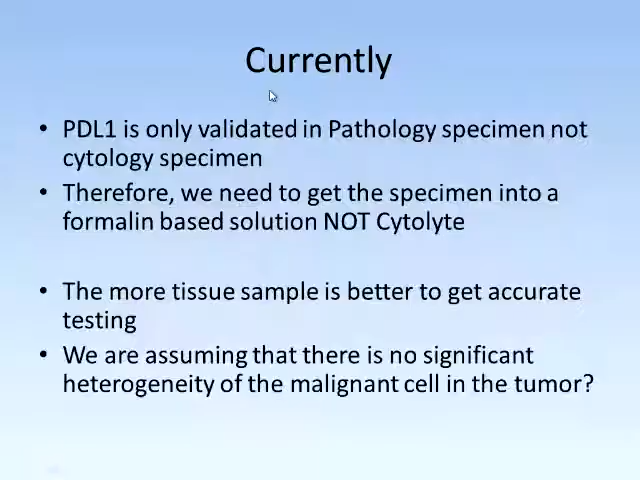 Currently
• PDL1 is only validated in Pathology specimen not
cytology specimen
• Therefore, we need to get the specimen into a
formalin based solution NOT Cytolyte
• The more tissue sample is better to get accurate
testing
• We are assuming that there is no significant
heterogeneity of the malignant cell in the tumor?